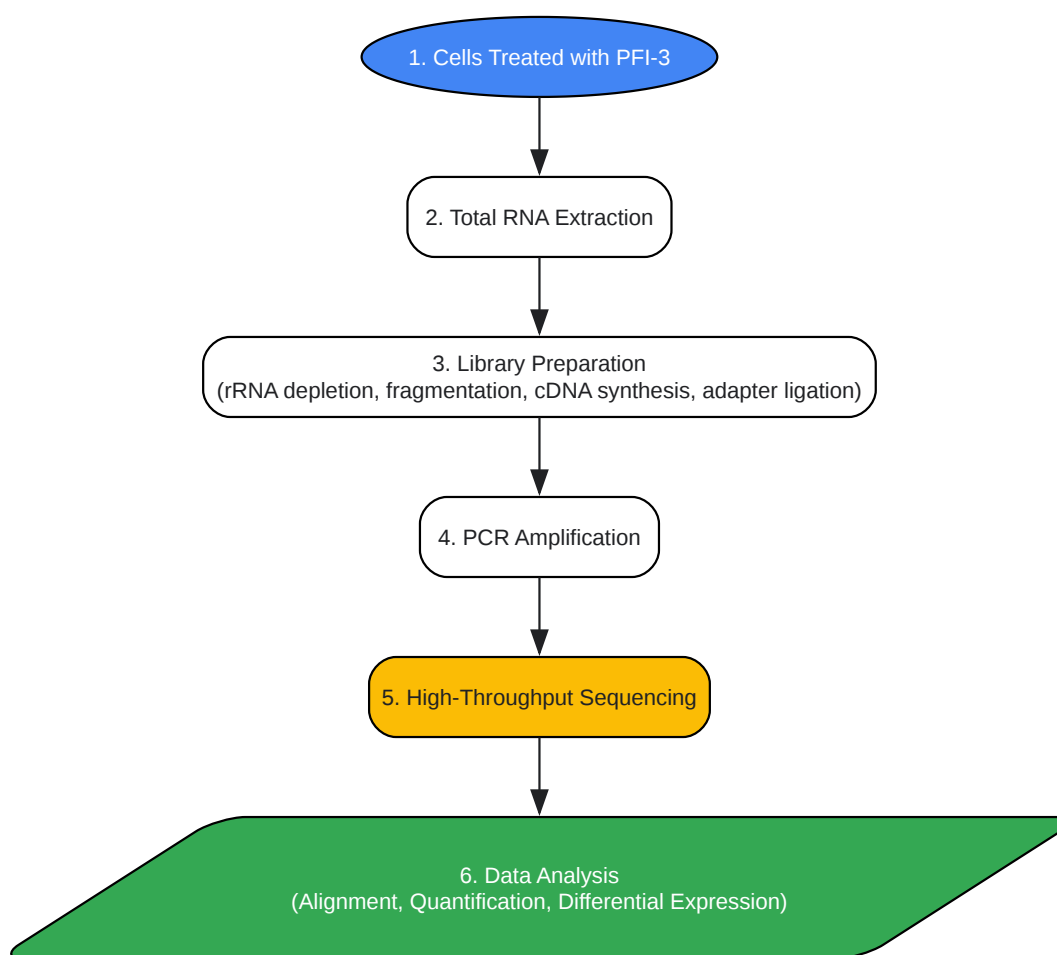 1. Cells Treated with PFI-3
2. Total RNA Extraction
3. Library Preparation
(rRNA depletion, fragmentation, cDNA synthesis, adapter ligation)
4. PCR Amplification
5. High-Throughput Sequencing
6. Data Analysis
(Alignment, Quantification, Differential Expression)